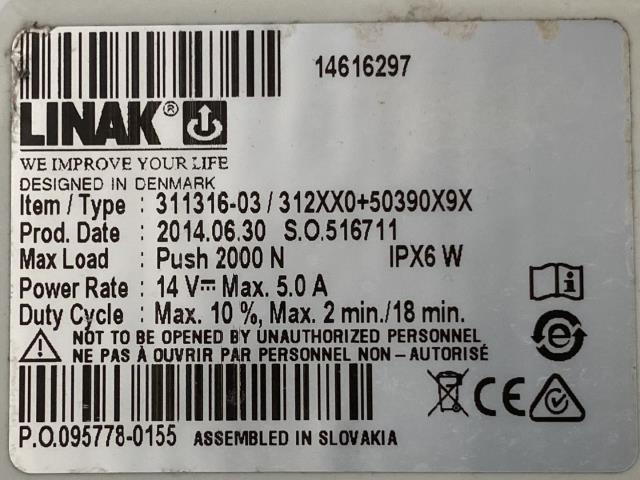 14616297
LINAK®
WE IMPROVE YOUR LIFE
DESIGNED IN DENMARK
Item / Type : 311316-03 / 312XX0+50390X9X
Prod. Date : 2014.06.30 S.O.516711
Max Load : Push 2000 N IPX6 W
Power Rate : 14 V⎓ Max. 5.0 A
Duty Cycle : Max. 10 %, Max. 2 min./18 min.
NOT TO BE OPENED BY UNAUTHORIZED PERSONNEL
NE PAS À OUVRIR PAR PERSONNEL NON – AUTORISÉ
P.O.095778-0155 ASSEMBLED IN SLOVAKIA
CE